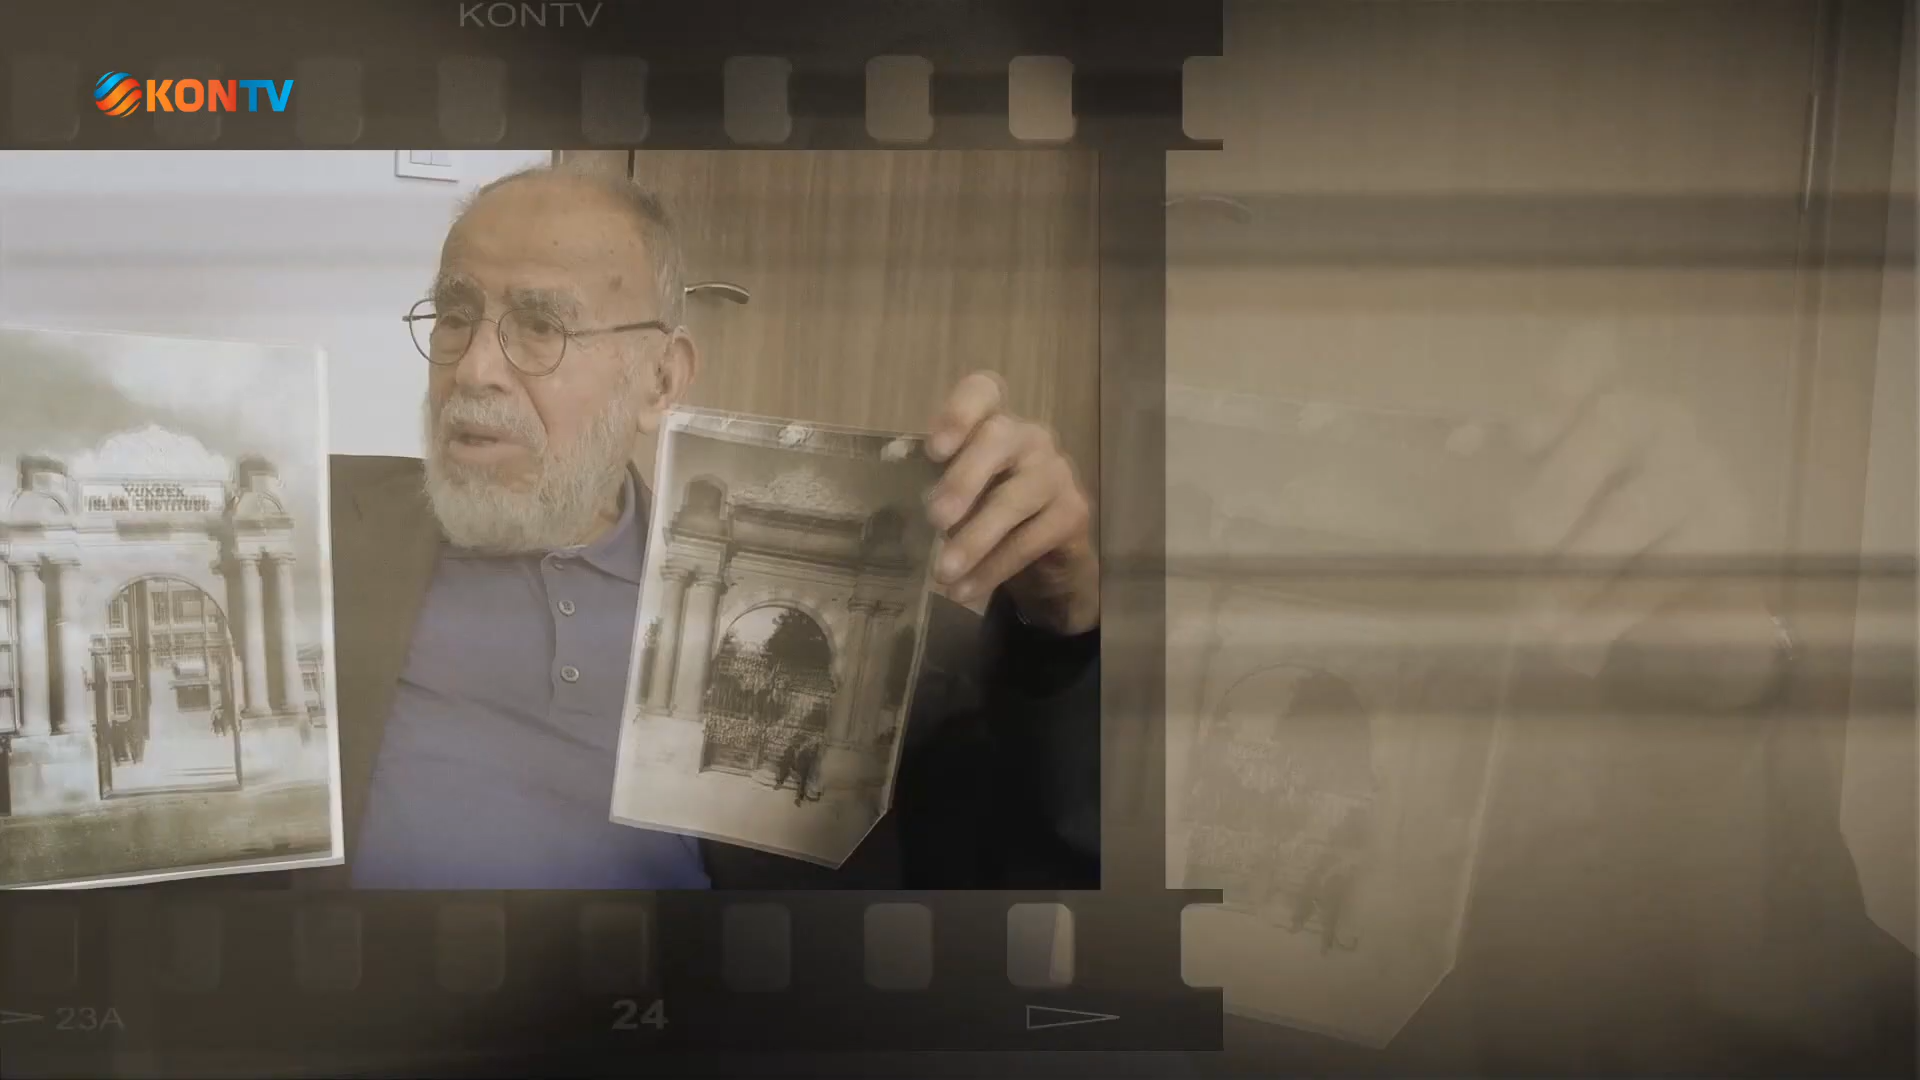 KONTV
KONTV
YÜKSEK
İSLAM ENSTİTÜSÜ
23A
24